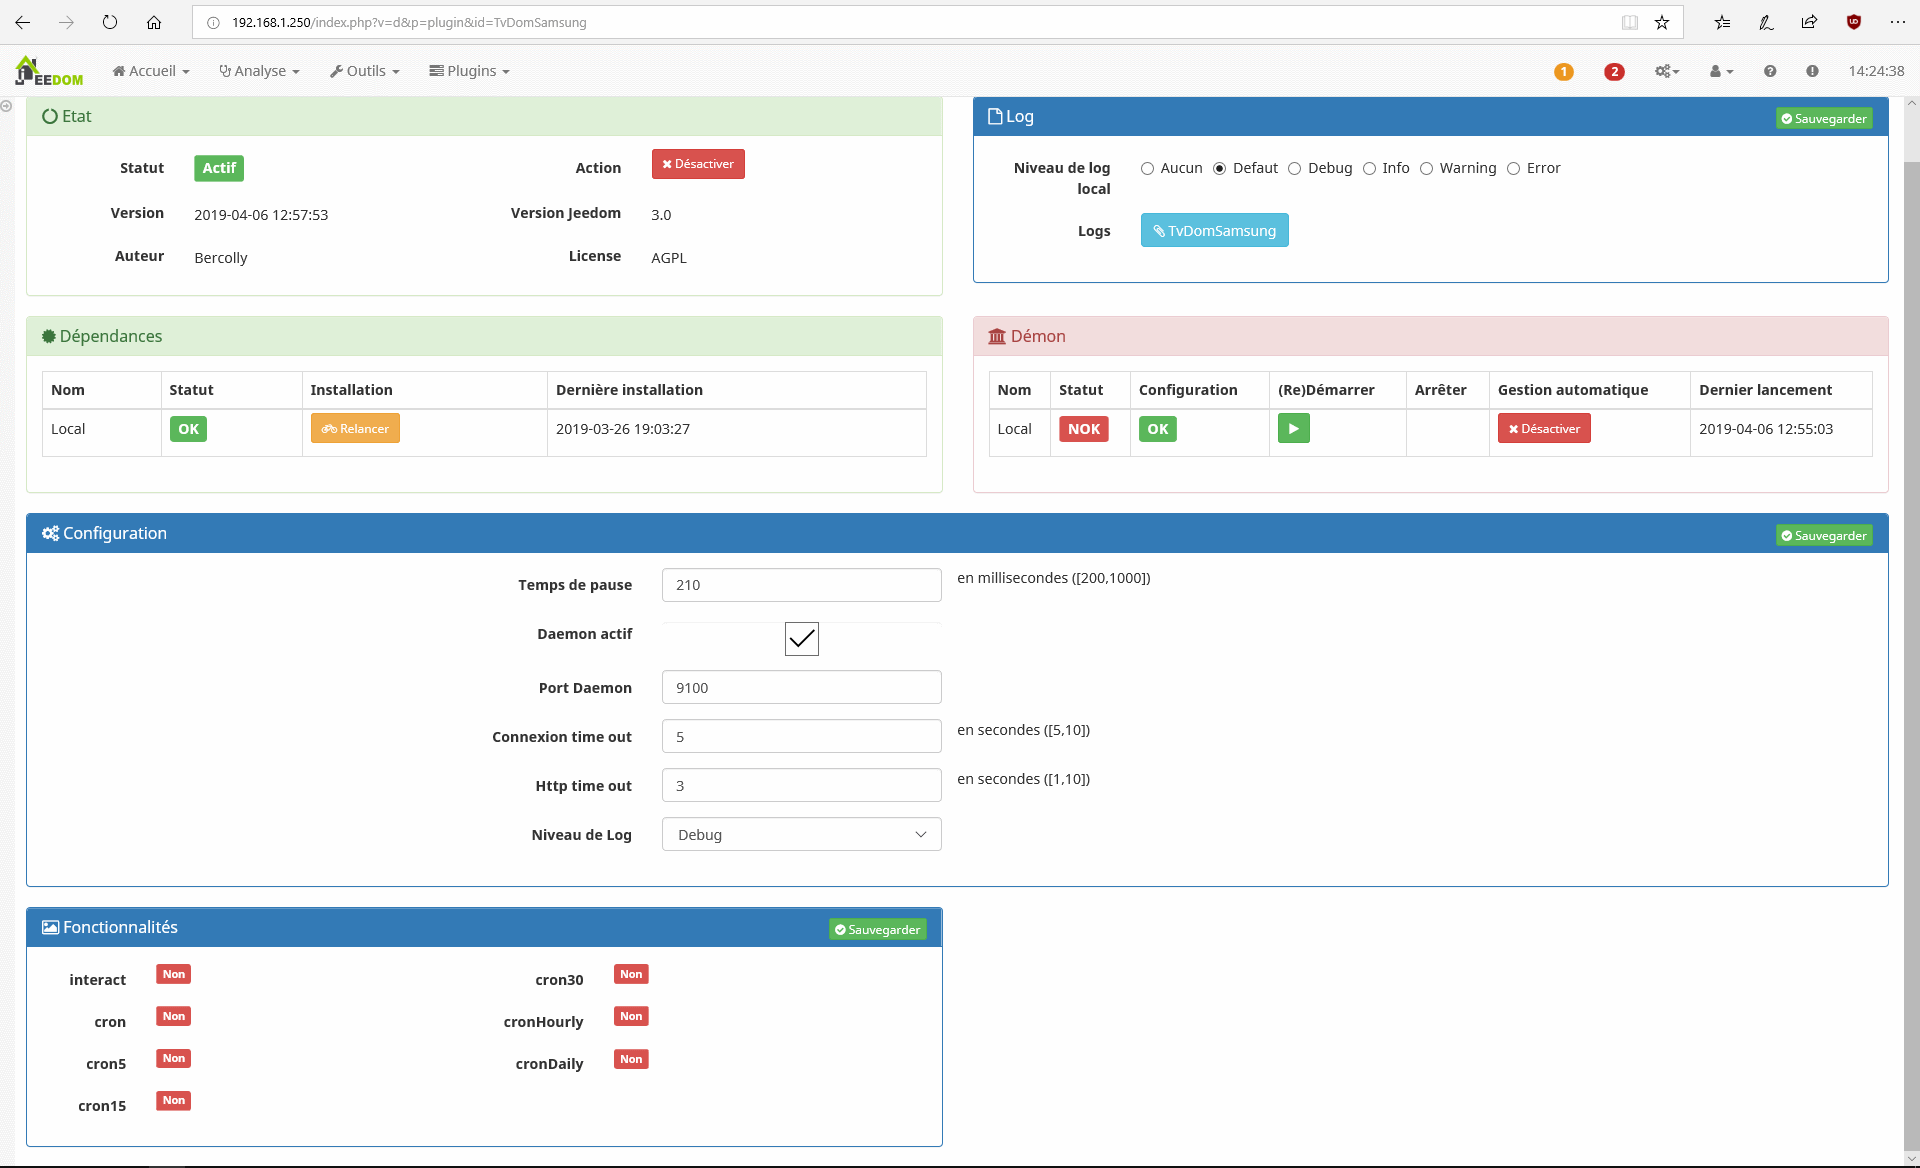 192.168.1.250/index.php?v=d&p=plugin&id=TvDomSamsung
JEEDOM Accueil Analyse Outils Plugins 1 2 14:24:38
Etat
Statut Actif Action Désactiver
Version 2019-04-06 12:57:53 Version Jeedom 3.0
Auteur Bercolly License AGPL
Log Sauvegarder
Niveau de log local Aucun Defaut Debug Info Warning Error
Logs TvDomSamsung
Dépendances
Nom Statut Installation Dernière installation
Local OK Relancer 2019-03-26 19:03:27
Démon
Nom Statut Configuration (Re)Démarrer Arrêter Gestion automatique Dernier lancement
Local NOK OK Désactiver 2019-04-06 12:55:03
Configuration Sauvegarder
Temps de pause 210 en millisecondes ([200,1000])
Daemon actif
Port Daemon 9100
Connexion time out 5 en secondes ([5,10])
Http time out 3 en secondes ([1,10])
Niveau de Log Debug
Fonctionnalités Sauvegarder
interact Non cron30 Non
cron Non cronHourly Non
cron5 Non cronDaily Non
cron15 Non